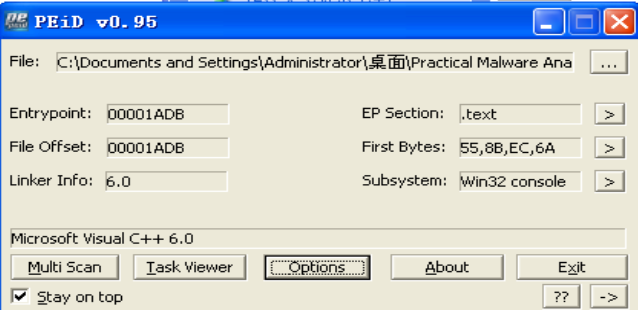 PEiD v0.95
File: C:\Documents and Settings\Administrator\桌面\Practical Malware Ana ...
Entrypoint: 00001ADB EP Section: .text >
File Offset: 00001ADB First Bytes: 55,8B,EC,6A >
Linker Info: 6.0 Subsystem: Win32 console >
Microsoft Visual C++ 6.0
Multi Scan Task Viewer Options About Exit
Stay on top ?? ->